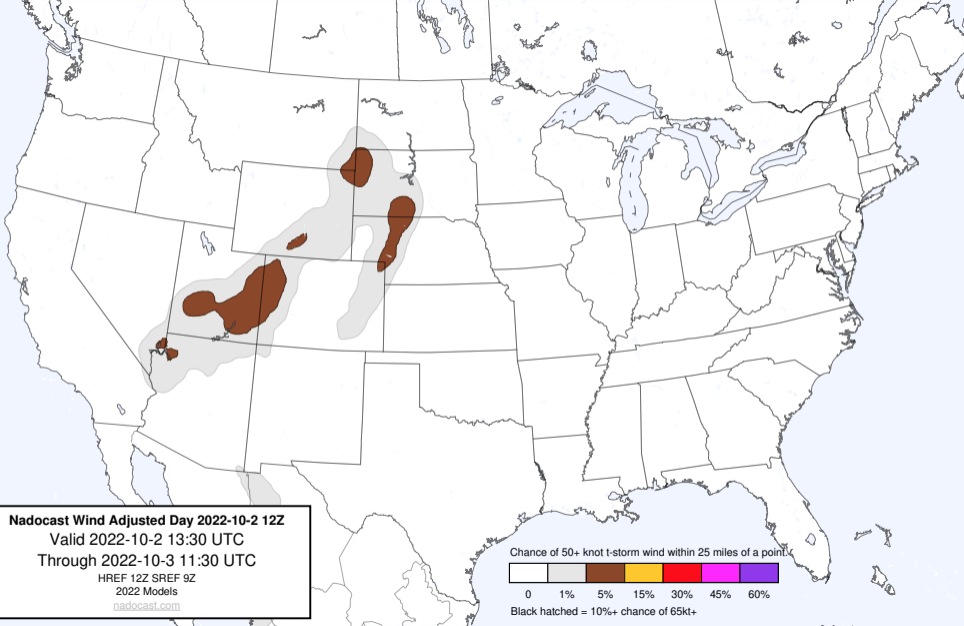 Nadocast Wind Adjusted Day 2022-10-2 12Z
Valid 2022-10-2 13:30 UTC
Through 2022-10-3 11:30 UTC
HREF 12Z SREF 9Z
2022 Models
nadocast.com
Chance of 50+ knot t-storm wind within 25 miles of a point.
0 1% 5% 15% 30% 45% 60%
Black hatched = 10%+ chance of 65kt+